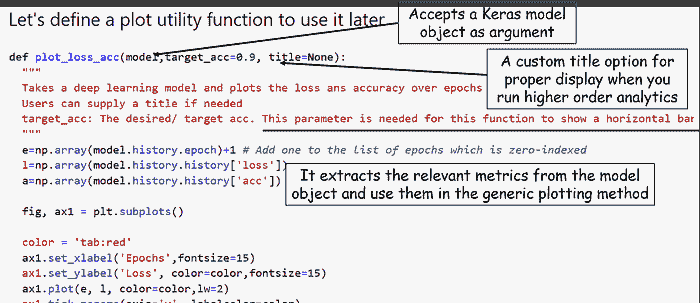 Let's define a plot utility function to use it later
Accepts a Keras model
object as argument
def plot_loss_acc(model,target_acc=0.9, title=None):
A custom title option for
proper display when you
run higher order analytics
"""
Takes a deep learning model and plots the loss ans accuracy over epochs
Users can supply a title if needed
target_acc: The desired/ target acc. This parameter is needed for this function to show a horizontal bar
"""
e=np.array(model.history.epoch)+1 # Add one to the list of epochs which is zero-indexed
l=np.array(model.history.history['loss'])
a=np.array(model.history.history['acc'])
It extracts the relevant metrics from the model
object and use them in the generic plotting method
fig, ax1 = plt.subplots()
color = 'tab:red'
ax1.set_xlabel('Epochs',fontsize=15)
ax1.set_ylabel('Loss', color=color,fontsize=15)
ax1.plot(e, l, color=color,lw=2)